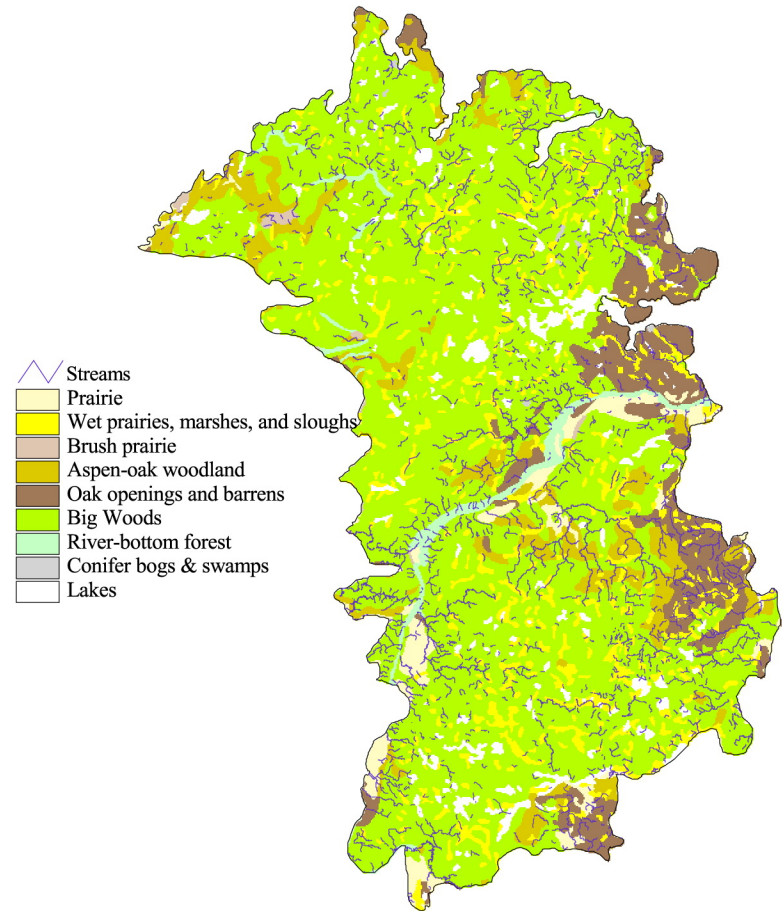 Streams
Prairie
Wet prairies, marshes, and sloughs
Brush prairie
Aspen-oak woodland
Oak openings and barrens
Big Woods
River-bottom forest
Conifer bogs & swamps
Lakes